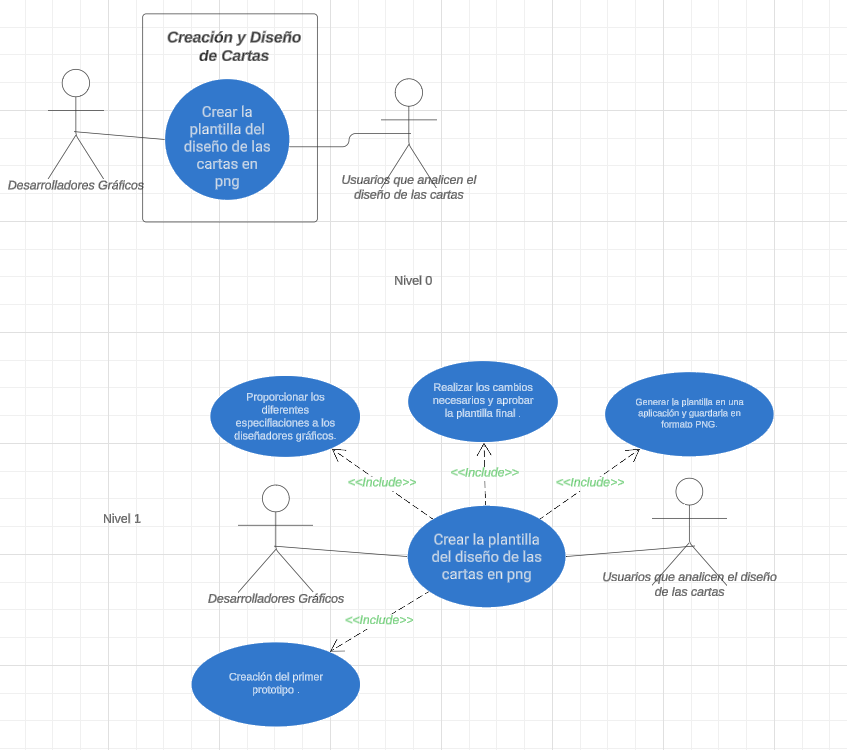 Creación y Diseño
de Cartas
Crear la
plantilla del
diseño de las
cartas en
png
Desarrolladores Gráficos
Usuarios que analicen el
diseño de las cartas
Nivel 0
Proporcionar los
diferentes
especifiaciones a los
diseñadores gráficos.
Realizar los cambios
necesarios y aprobar
la plantilla final .
Generar la plantilla en una
aplicación y guardarla en
formato PNG.
<<Include>>
<<Include>>
<<Include>>
Nivel 1
Crear la plantilla
del diseño de las
cartas en png
Desarrolladores Gráficos
Usuarios que analicen el diseño
de las cartas
<<Include>>
Creación del primer
prototipo .